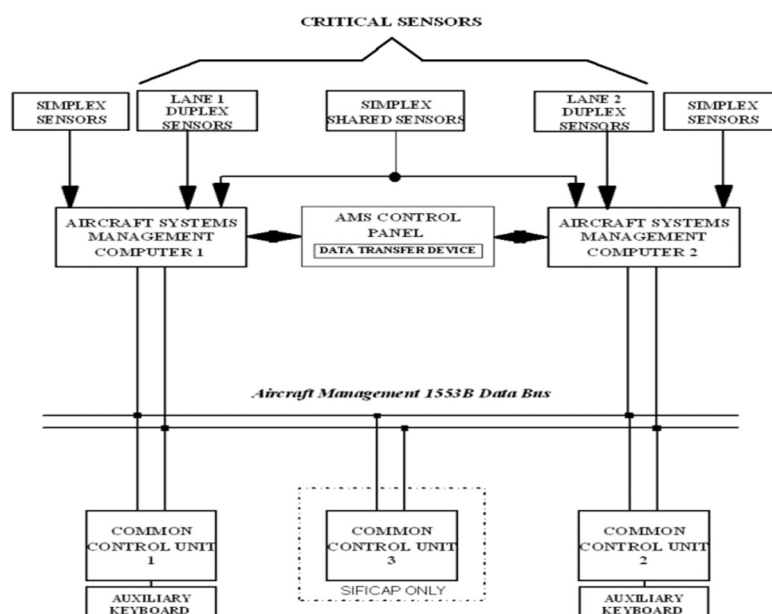 CRITICAL SENSORS
SIMPLEX
SENSORS
LANE 1
DUPLEX
SENSORS
SIMPLEX
SHARED SENSORS
LANE 2
DUPLEX
SENSORS
SIMPLEX
SENSORS
AIRCRAFT SYSTEMS
MANAGEMENT
COMPUTER 1
AMS CONTROL
PANEL
DATA TRANSFER DEVICE
AIRCRAFT SYSTEMS
MANAGEMENT
COMPUTER 2
Aircraft Management 1553B Data Bus
COMMON
CONTROL UNIT
1
COMMON
CONTROL UNIT
3
COMMON
CONTROL UNIT
2
SIFICAP ONLY
AUXILIARY
KEYBOARD
AUXILIARY
KEYBOARD